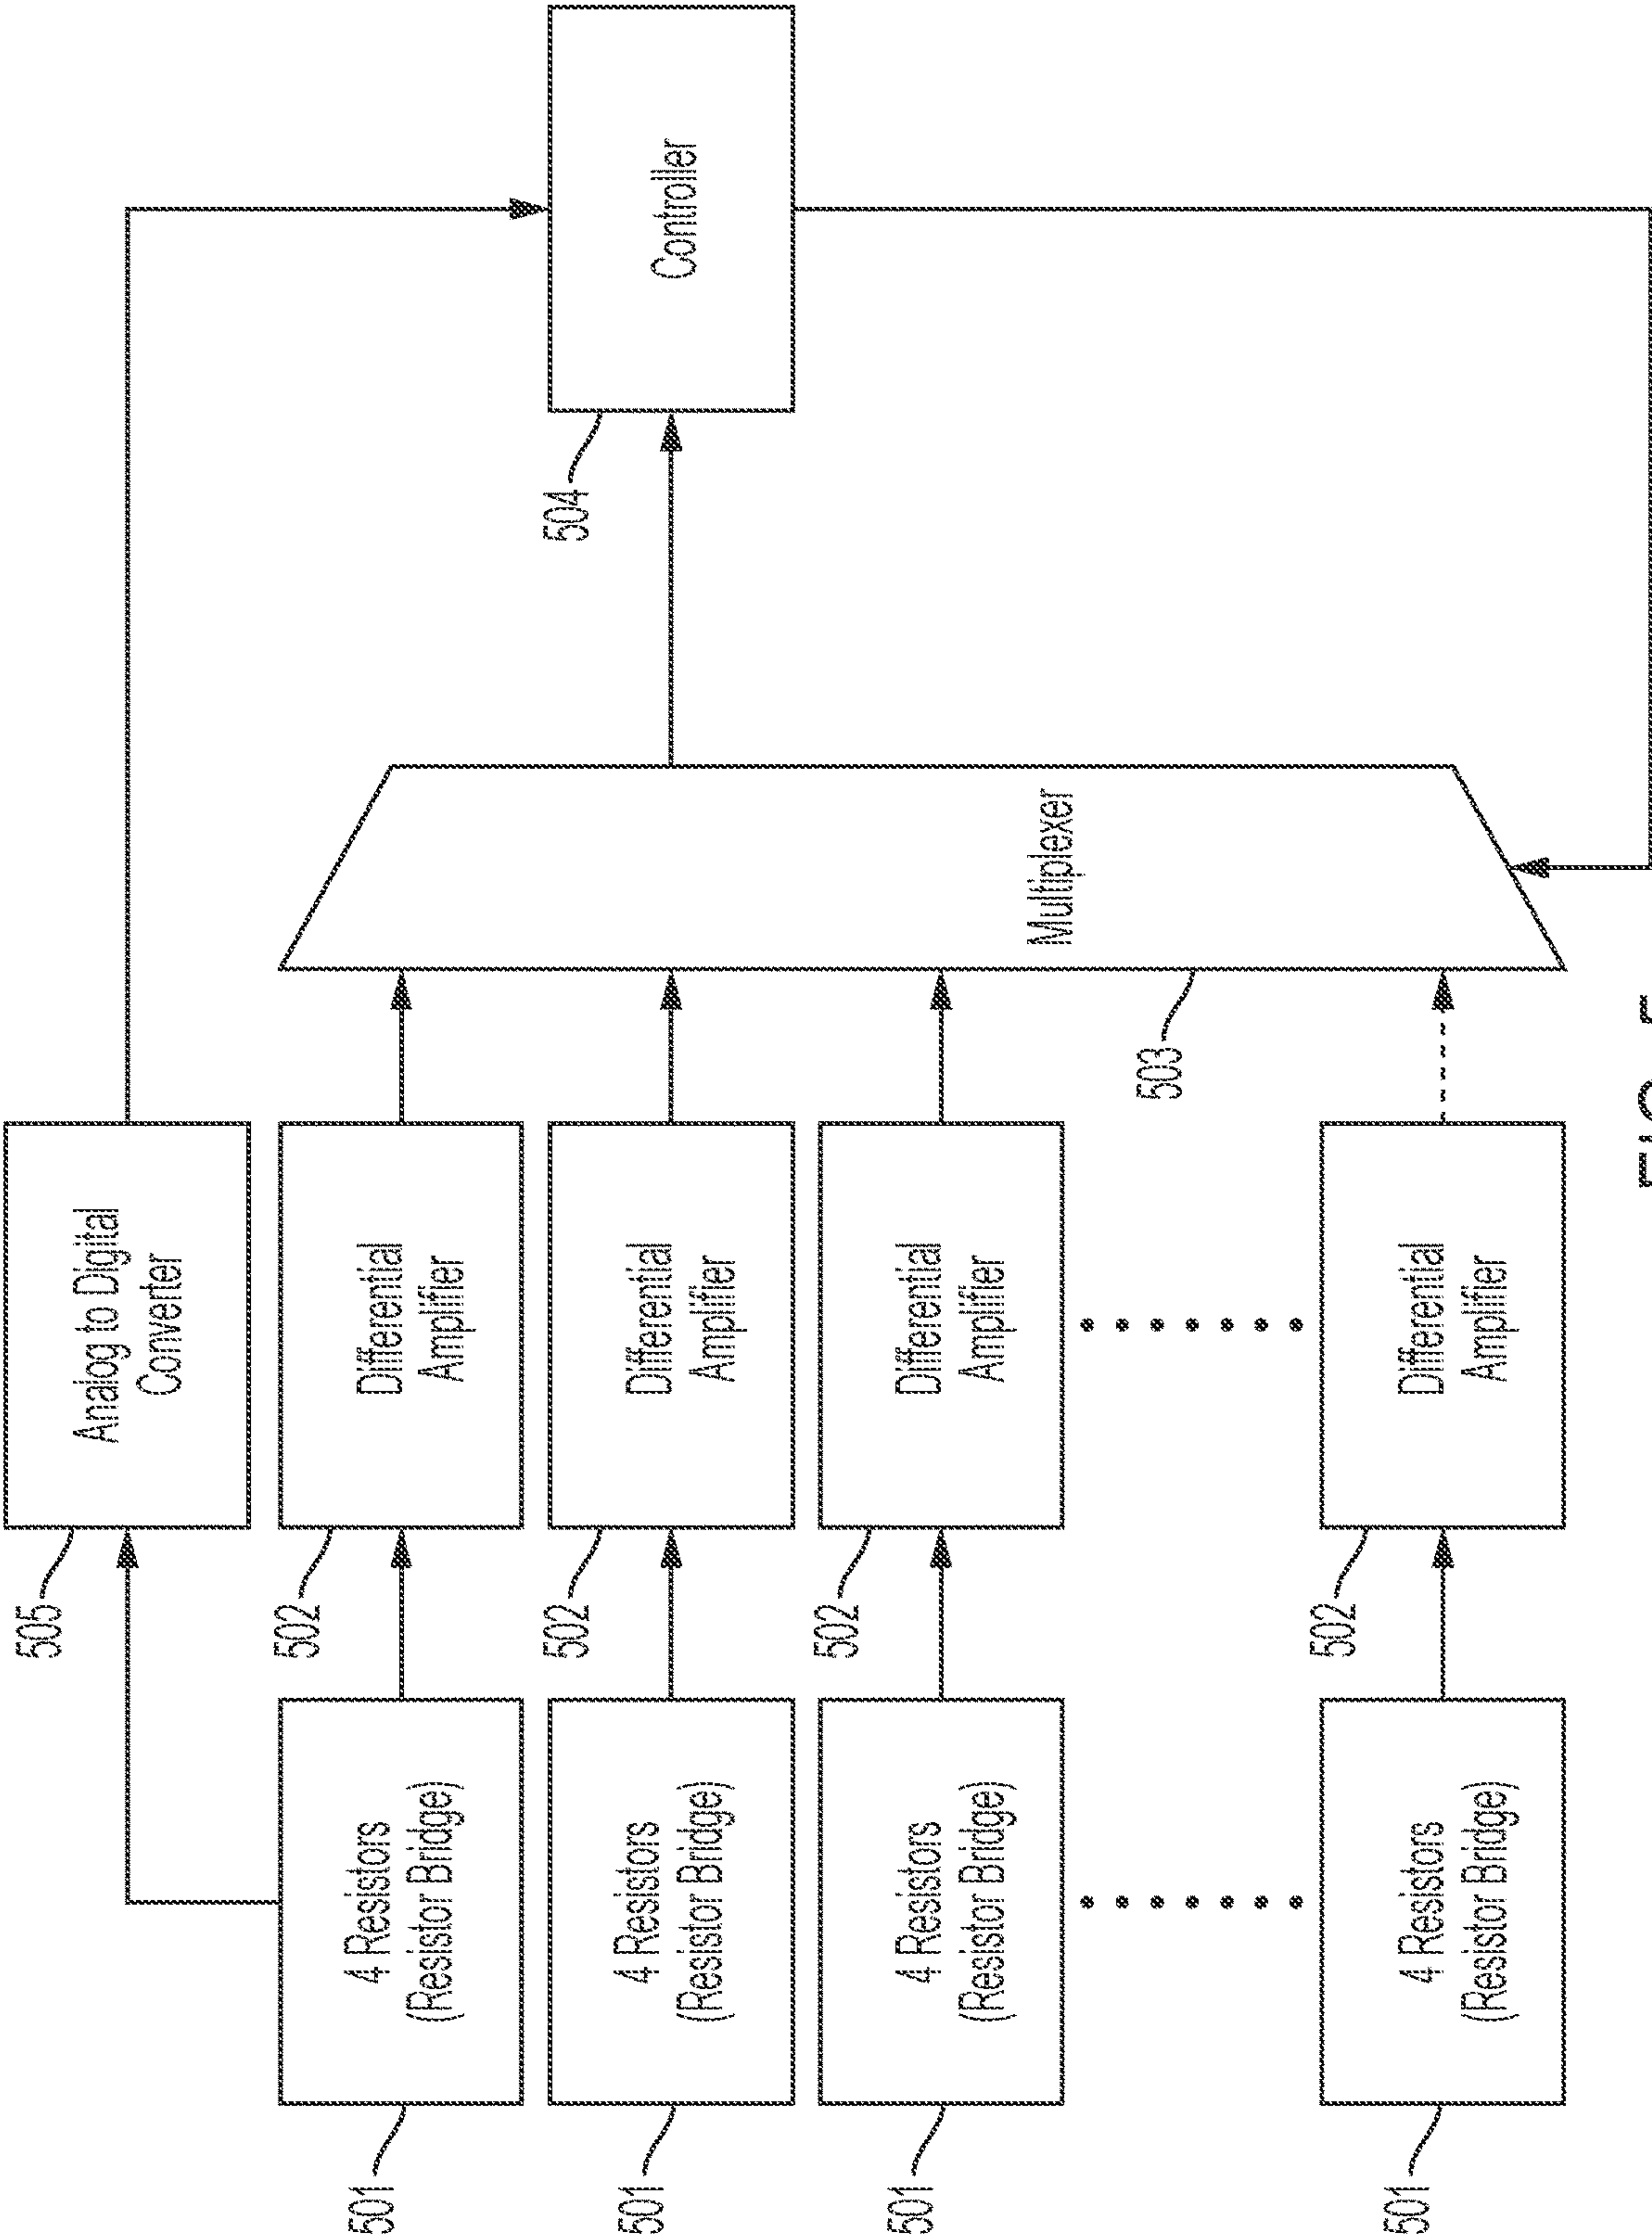 505
Analog to Digital
Converter
501
4 Resistors
(Resistor Bridge)
502
Differential
Amplifier
501
4 Resistors
(Resistor Bridge)
502
Differential
Amplifier
504
Controller
501
4 Resistors
(Resistor Bridge)
502
Differential
Amplifier
503
Multiplexer
501
4 Resistors
(Resistor Bridge)
502
Differential
Amplifier